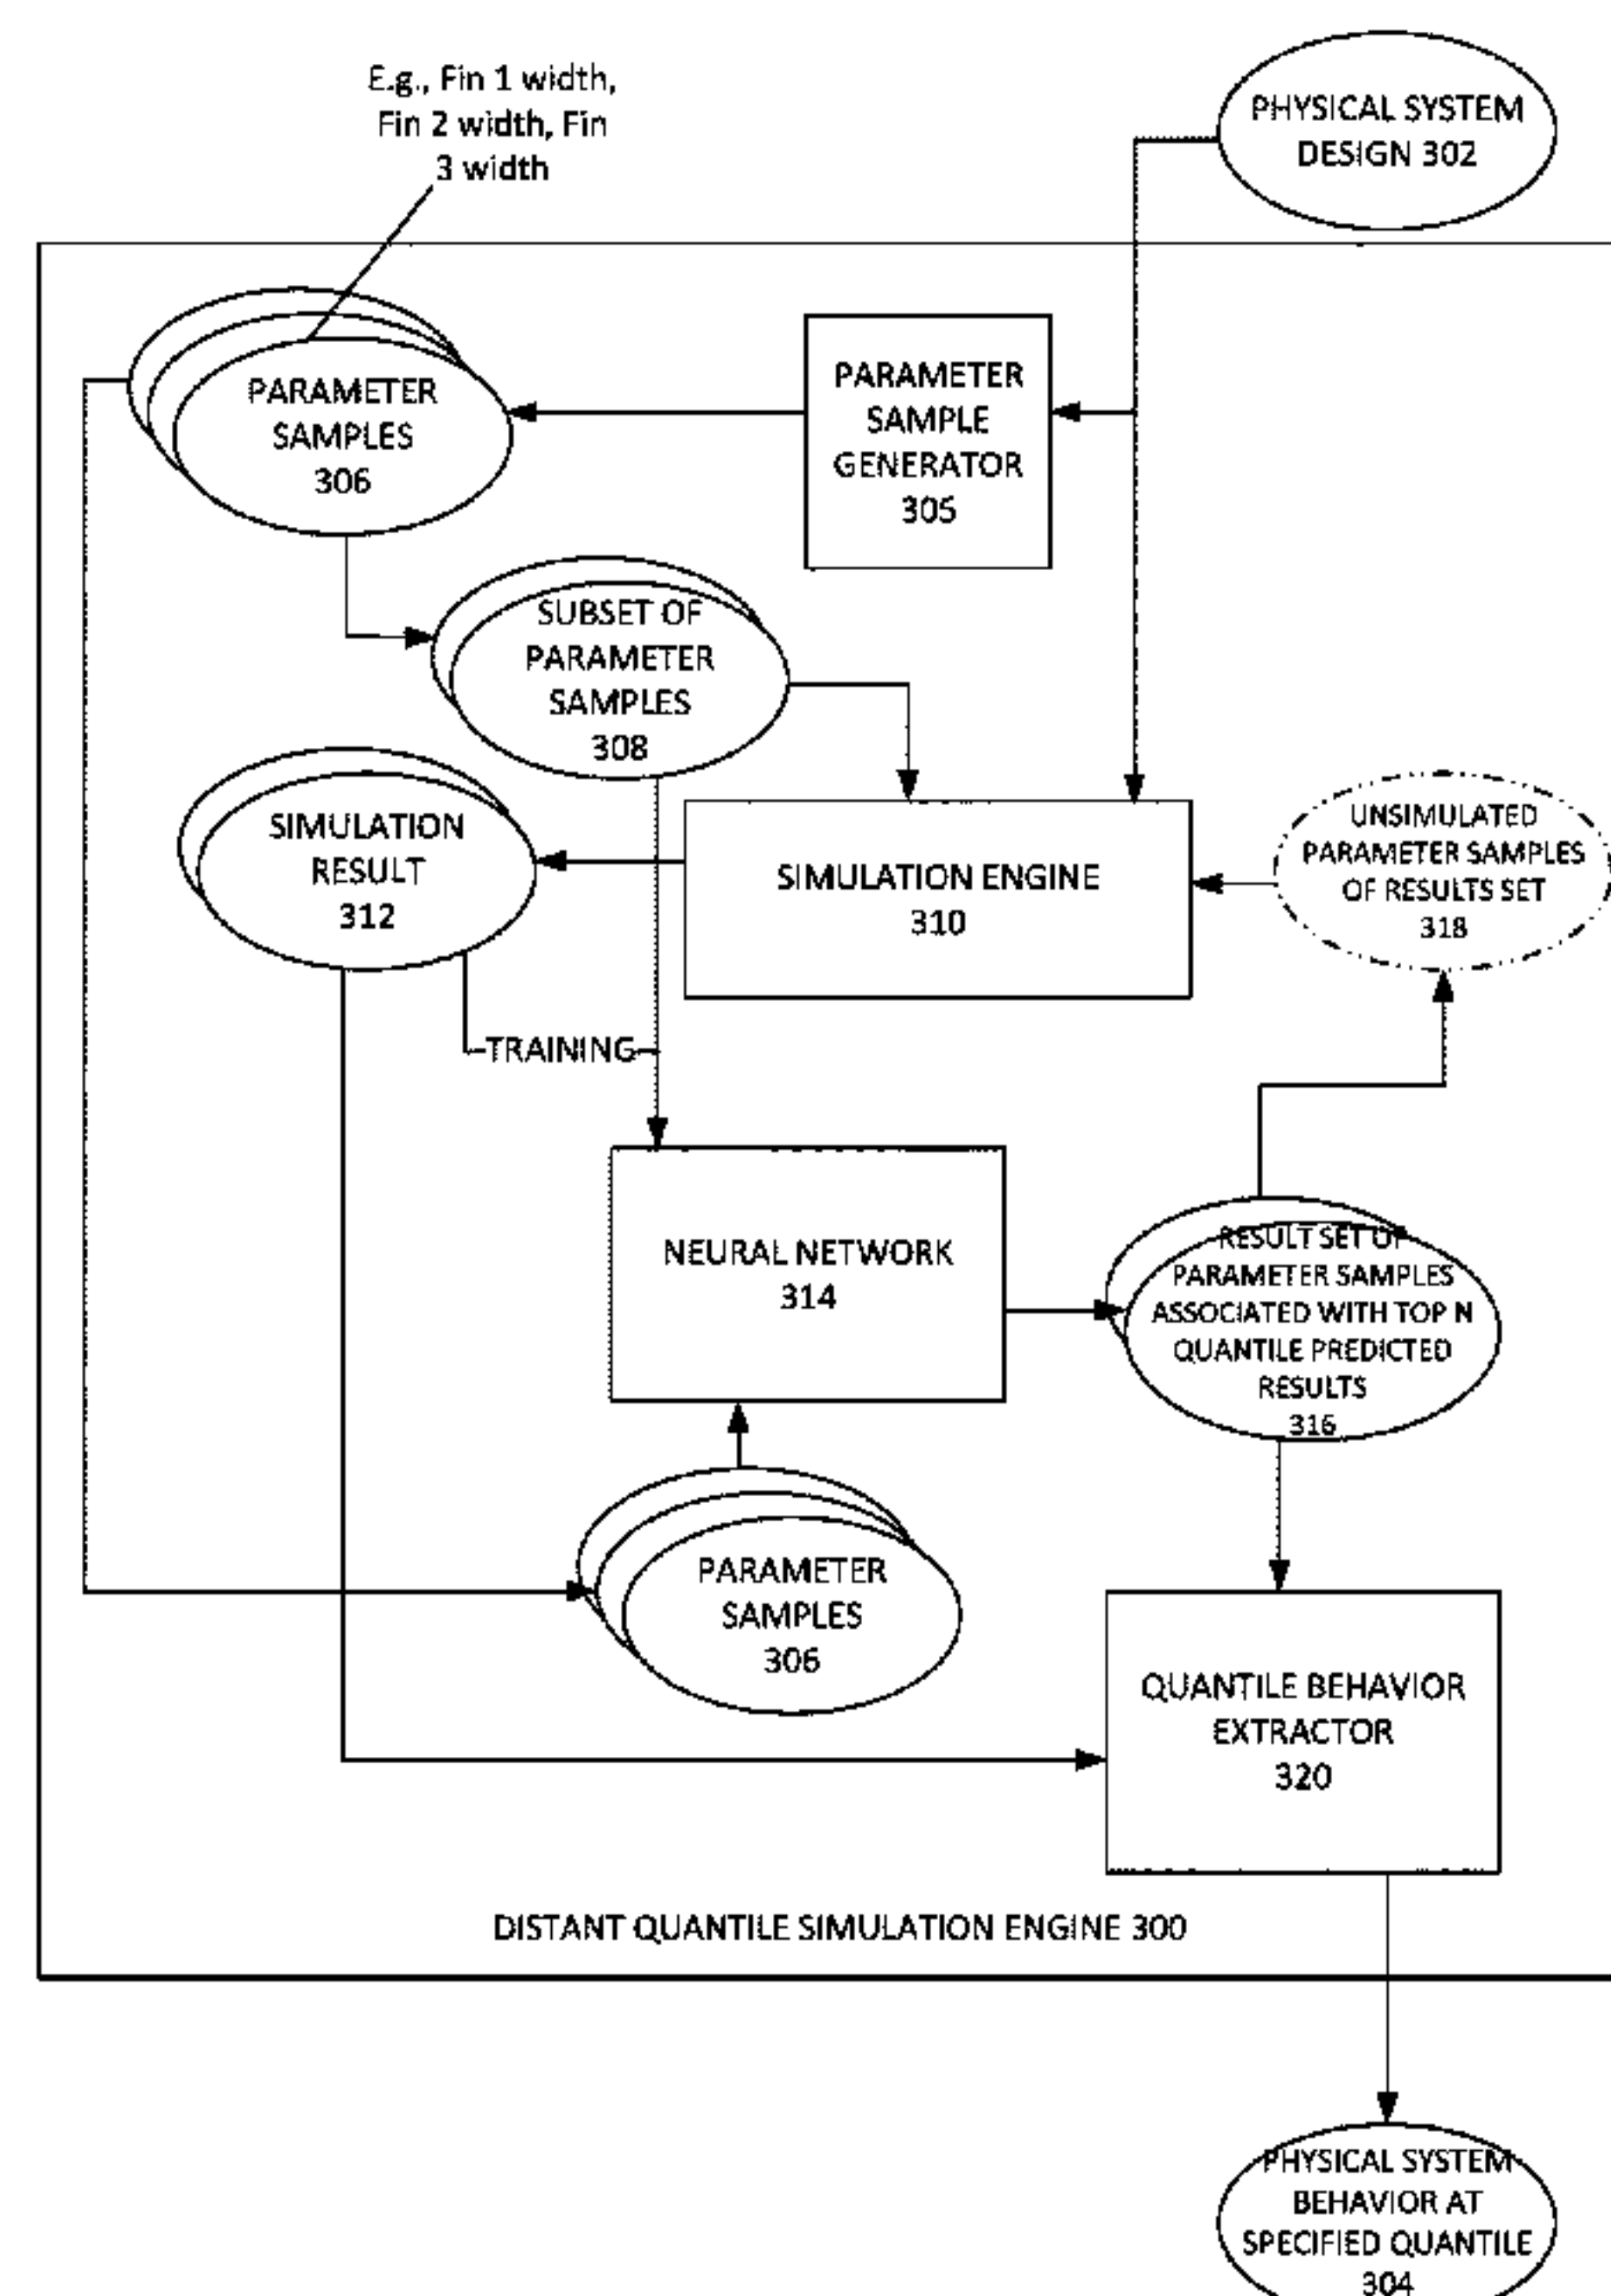 E.g., Fin 1 width,
Fin 2 width, Fin
3 width
PHYSICAL SYSTEM
DESIGN 302
PARAMETER
SAMPLES
306
PARAMETER
SAMPLE
GENERATOR
305
SUBSET OF
PARAMETER
SAMPLES
308
SIMULATION
RESULT
312
SIMULATION ENGINE
310
UNSIMULATED
PARAMETER SAMPLES
OF RESULTS SET
318
TRAINING
NEURAL NETWORK
314
RESULT SET OF
PARAMETER SAMPLES
ASSOCIATED WITH TOP N
QUANTILE PREDICTED
RESULTS
316
PARAMETER
SAMPLES
306
QUANTILE BEHAVIOR
EXTRACTOR
320
DISTANT QUANTILE SIMULATION ENGINE 300
PHYSICAL SYSTEM
BEHAVIOR AT
SPECIFIED QUANTILE
304